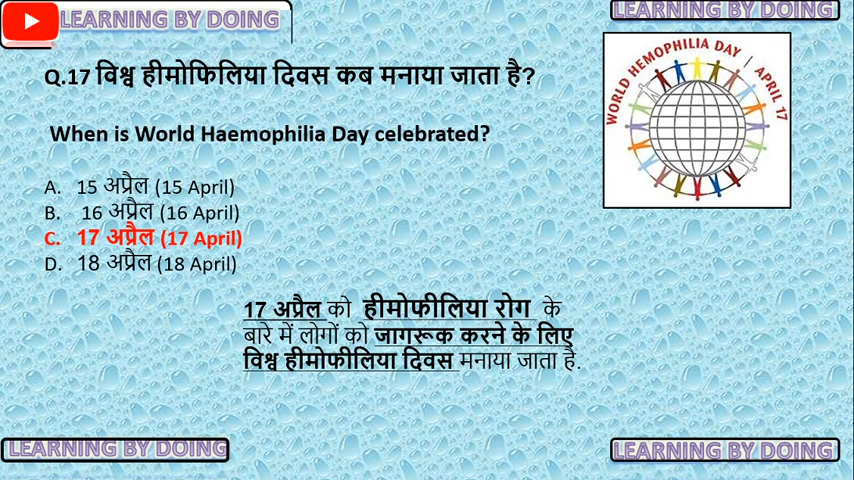 LEARNING BY DOING
LEARNING BY DOING
Q.17 विश्व हीमोफिलिया दिवस कब मनाया जाता है?
WORLD HEMOPHILIA DAY | APRIL 17
When is World Haemophilia Day celebrated?
A. 15 अप्रैल (15 April)
B. 16 अप्रैल (16 April)
C. 17 अप्रैल (17 April)
D. 18 अप्रैल (18 April)
17 अप्रैल को हीमोफीलिया रोग के
बारे में लोगों को जागरूक करने के लिए
विश्व हीमोफीलिया दिवस मनाया जाता है.
LEARNING BY DOING
LEARNING BY DOING